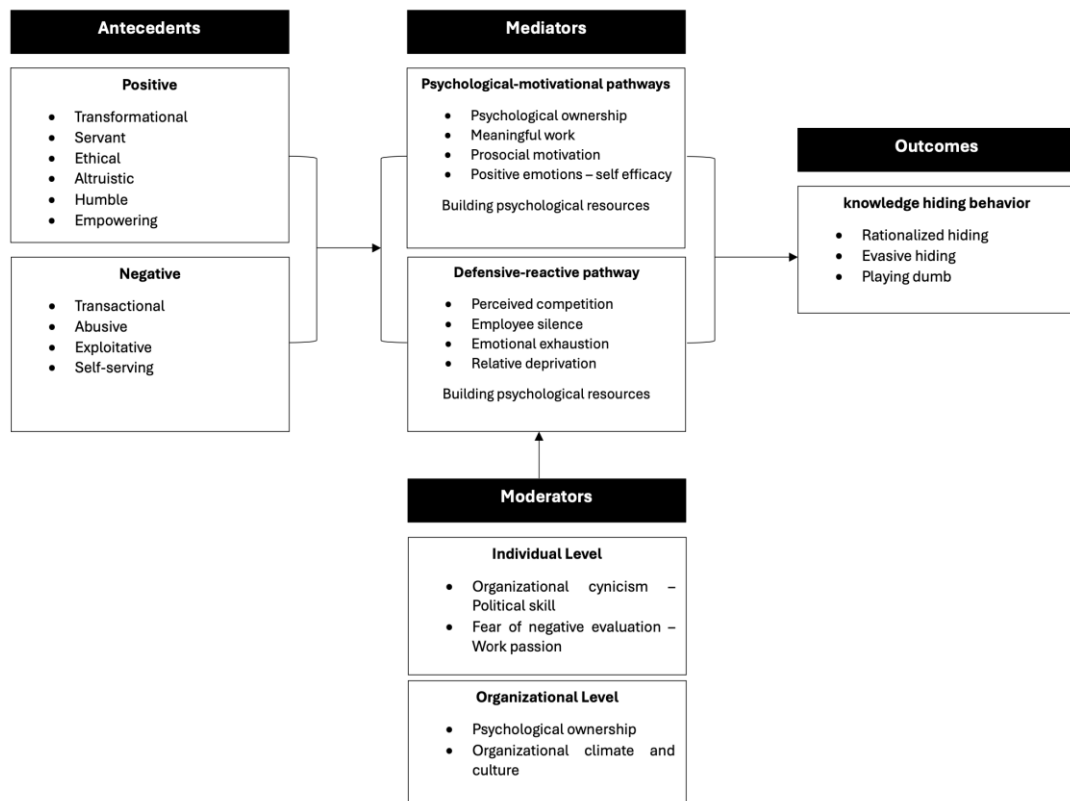 Antecedents
Positive
• Transformational
• Servant
• Ethical
• Altruistic
• Humble
• Empowering
Negative
• Transactional
• Abusive
• Exploitative
• Self-serving
Mediators
Psychological-motivational pathways
• Psychological ownership
• Meaningful work
• Prosocial motivation
• Positive emotions – self efficacy
Building psychological resources
Defensive-reactive pathway
• Perceived competition
• Employee silence
• Emotional exhaustion
• Relative deprivation
Building psychological resources
Moderators
Individual Level
• Organizational cynicism –
Political skill
• Fear of negative evaluation –
Work passion
Organizational Level
• Psychological ownership
• Organizational climate and
culture
Outcomes
knowledge hiding behavior
• Rationalized hiding
• Evasive hiding
• Playing dumb